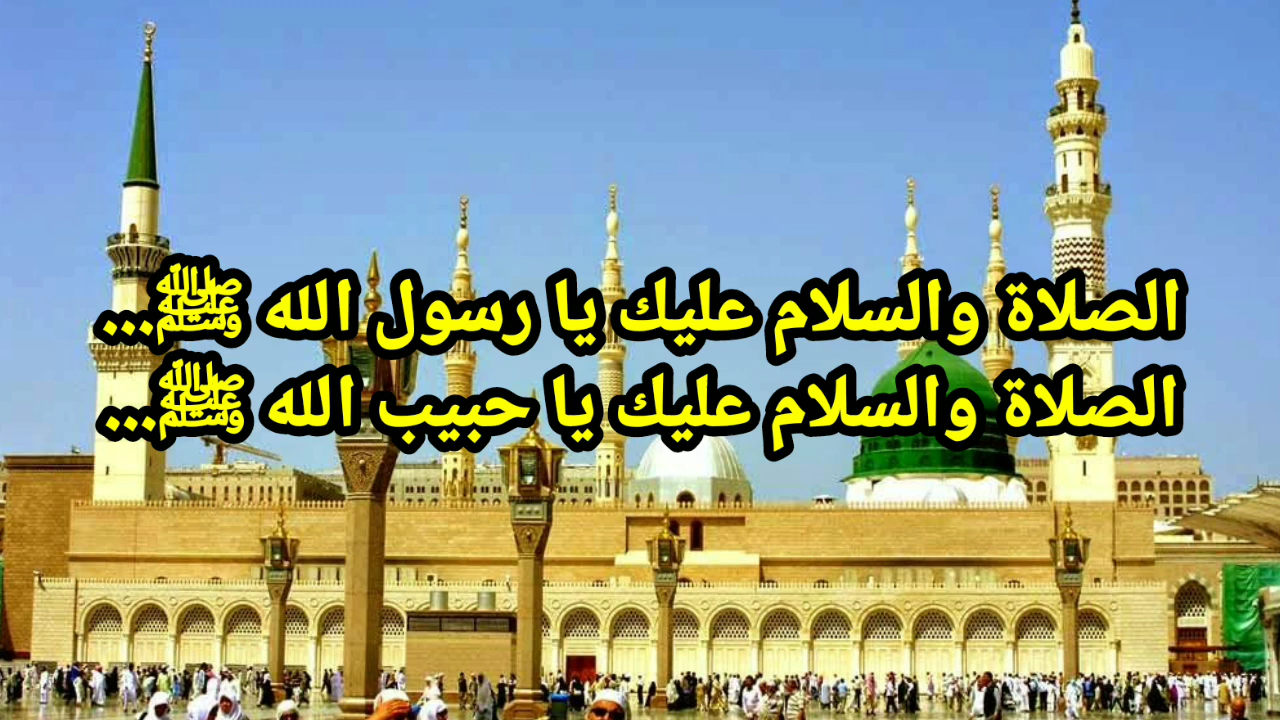 الصلاة والسلام عليك يا رسول الله ﷺ...
الصلاة والسلام عليك يا حبيب الله ﷺ...